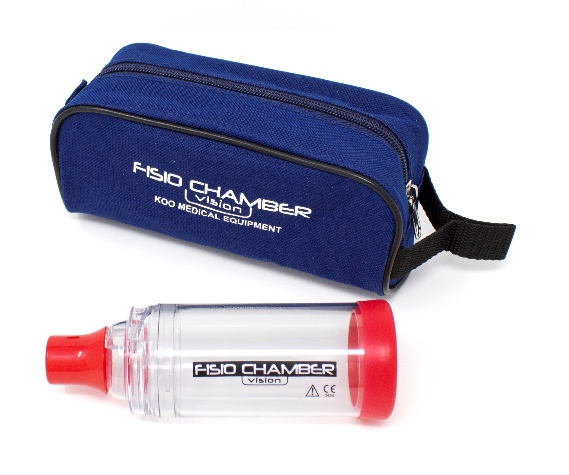 FISIO CHAMBER
vision
KOO MEDICAL EQUIPMENT
FISIO CHAMBER
vision
CE